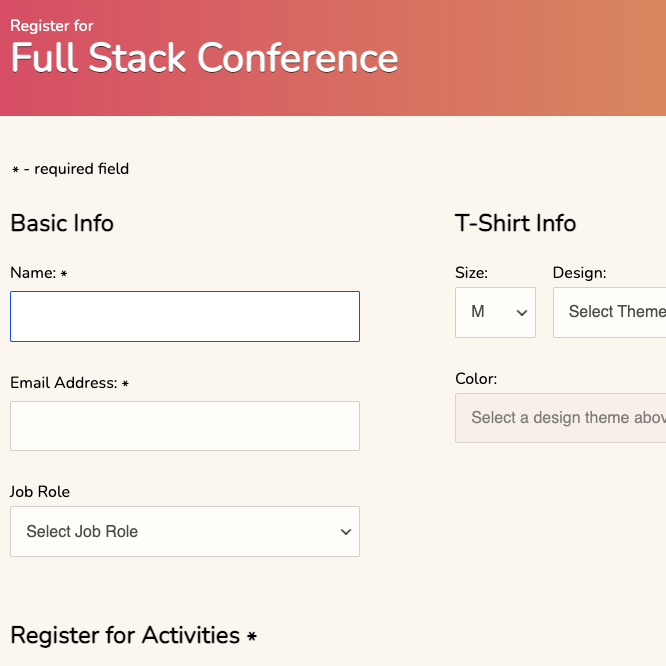 Register for
Full Stack Conference
* - required field
Basic Info
Name: *
Email Address: *
Job Role
Select Job Role
T-Shirt Info
Size:
M
Design:
Select Theme
Color:
Select a design theme abov
Register for Activities *